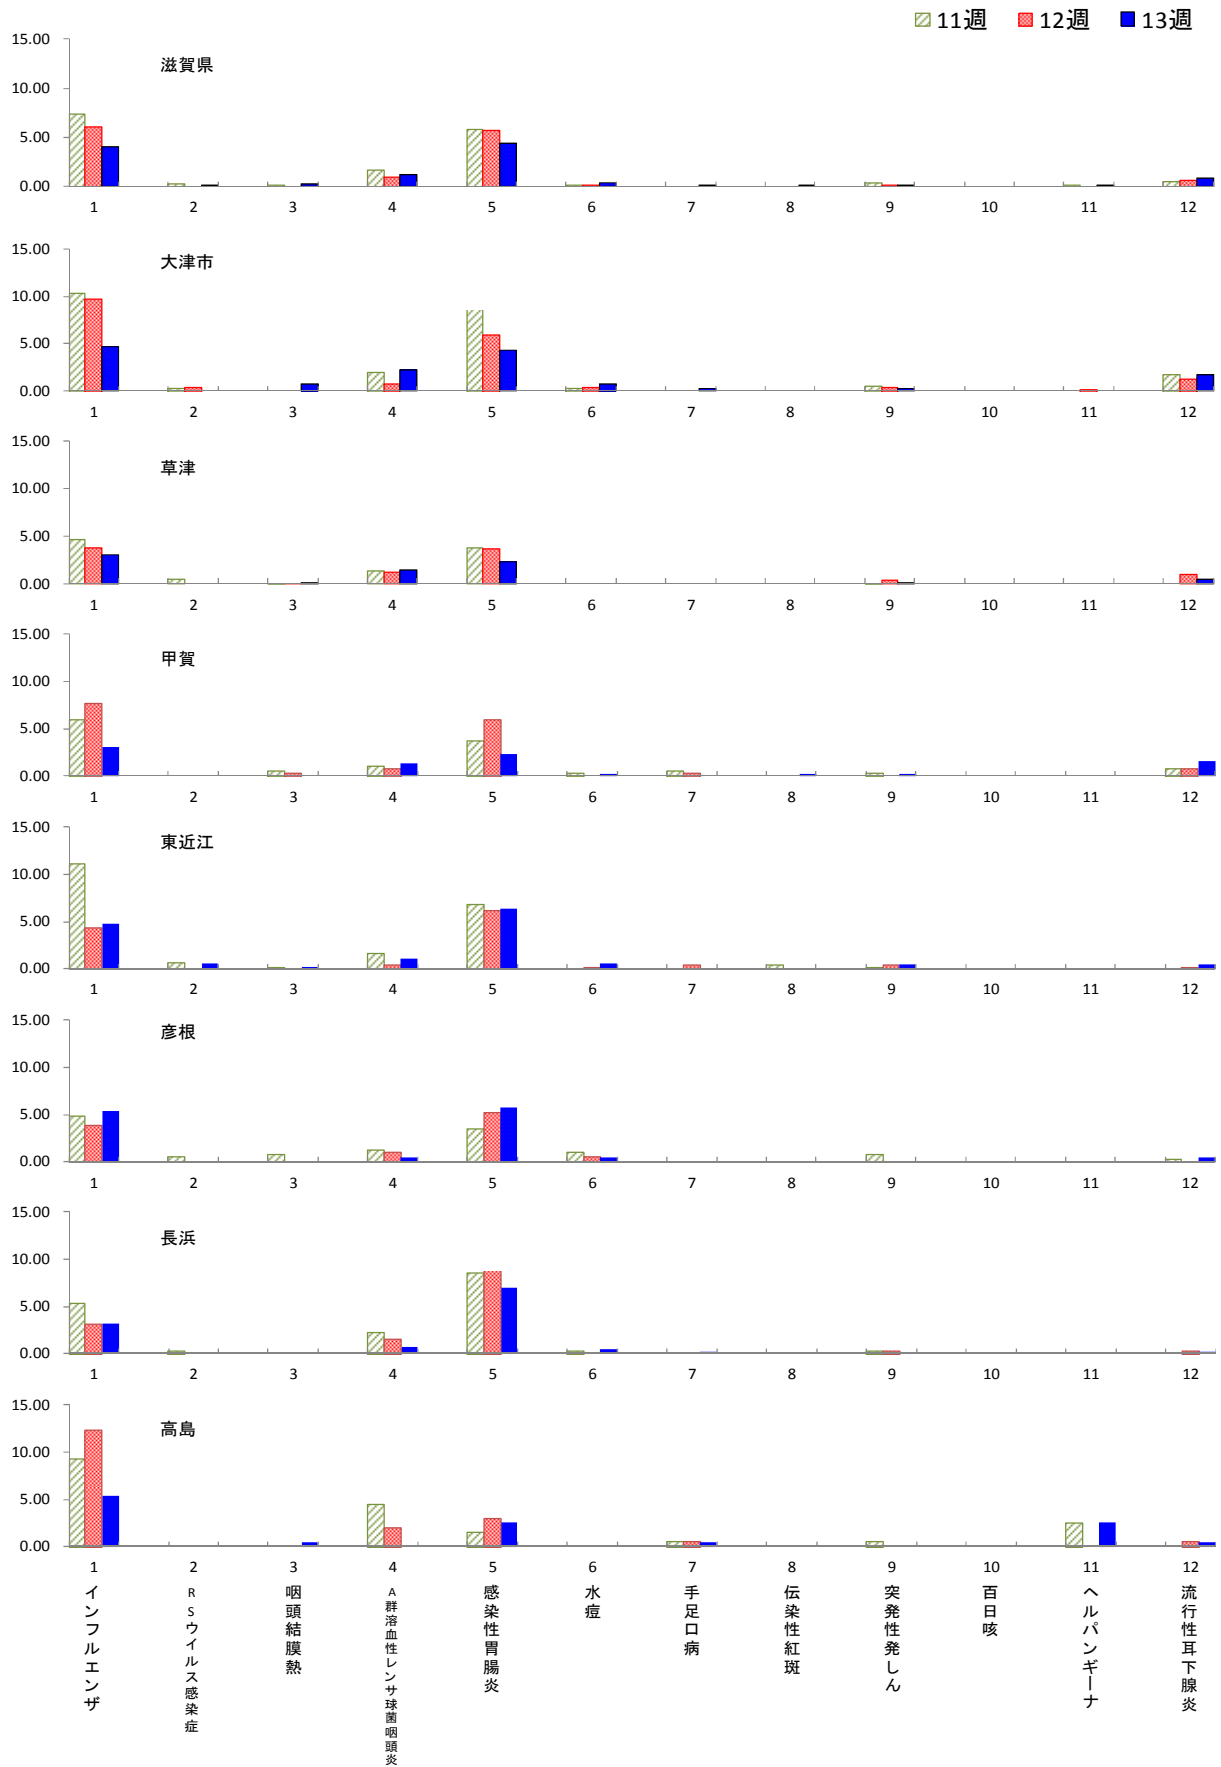 11週 12週 13週
滋賀県
15.00
10.00
5.00
0.00
1 2 3 4 5 6 7 8 9 10 11 12
大津市
15.00
10.00
5.00
0.00
1 2 3 4 5 6 7 8 9 10 11 12
草津
15.00
10.00
5.00
0.00
1 2 3 4 5 6 7 8 9 10 11 12
甲賀
15.00
10.00
5.00
0.00
1 2 3 4 5 6 7 8 9 10 11 12
東近江
15.00
10.00
5.00
0.00
1 2 3 4 5 6 7 8 9 10 11 12
彦根
15.00
10.00
5.00
0.00
1 2 3 4 5 6 7 8 9 10 11 12
長浜
15.00
10.00
5.00
0.00
1 2 3 4 5 6 7 8 9 10 11 12
高島
15.00
10.00
5.00
0.00
1 2 3 4 5 6 7 8 9 10 11 12
インフルエンザ
RSウイルス感染症
咽頭結膜熱
A群溶血性レンサ球菌咽頭炎
感染性胃腸炎
水痘
手足口病
伝染性紅斑
突発性発しん
百日咳
ヘルパンギーナ
流行性耳下腺炎